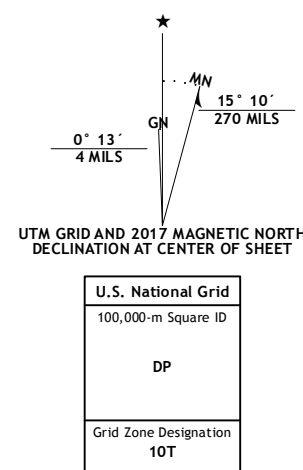 ★
MN
15° 10´
270 MILS
GN
0° 13´
4 MILS
UTM GRID AND 2017 MAGNETIC NORTH
DECLINATION AT CENTER OF SHEET
U.S. National Grid
100,000-m Square ID
DP
Grid Zone Designation
10T